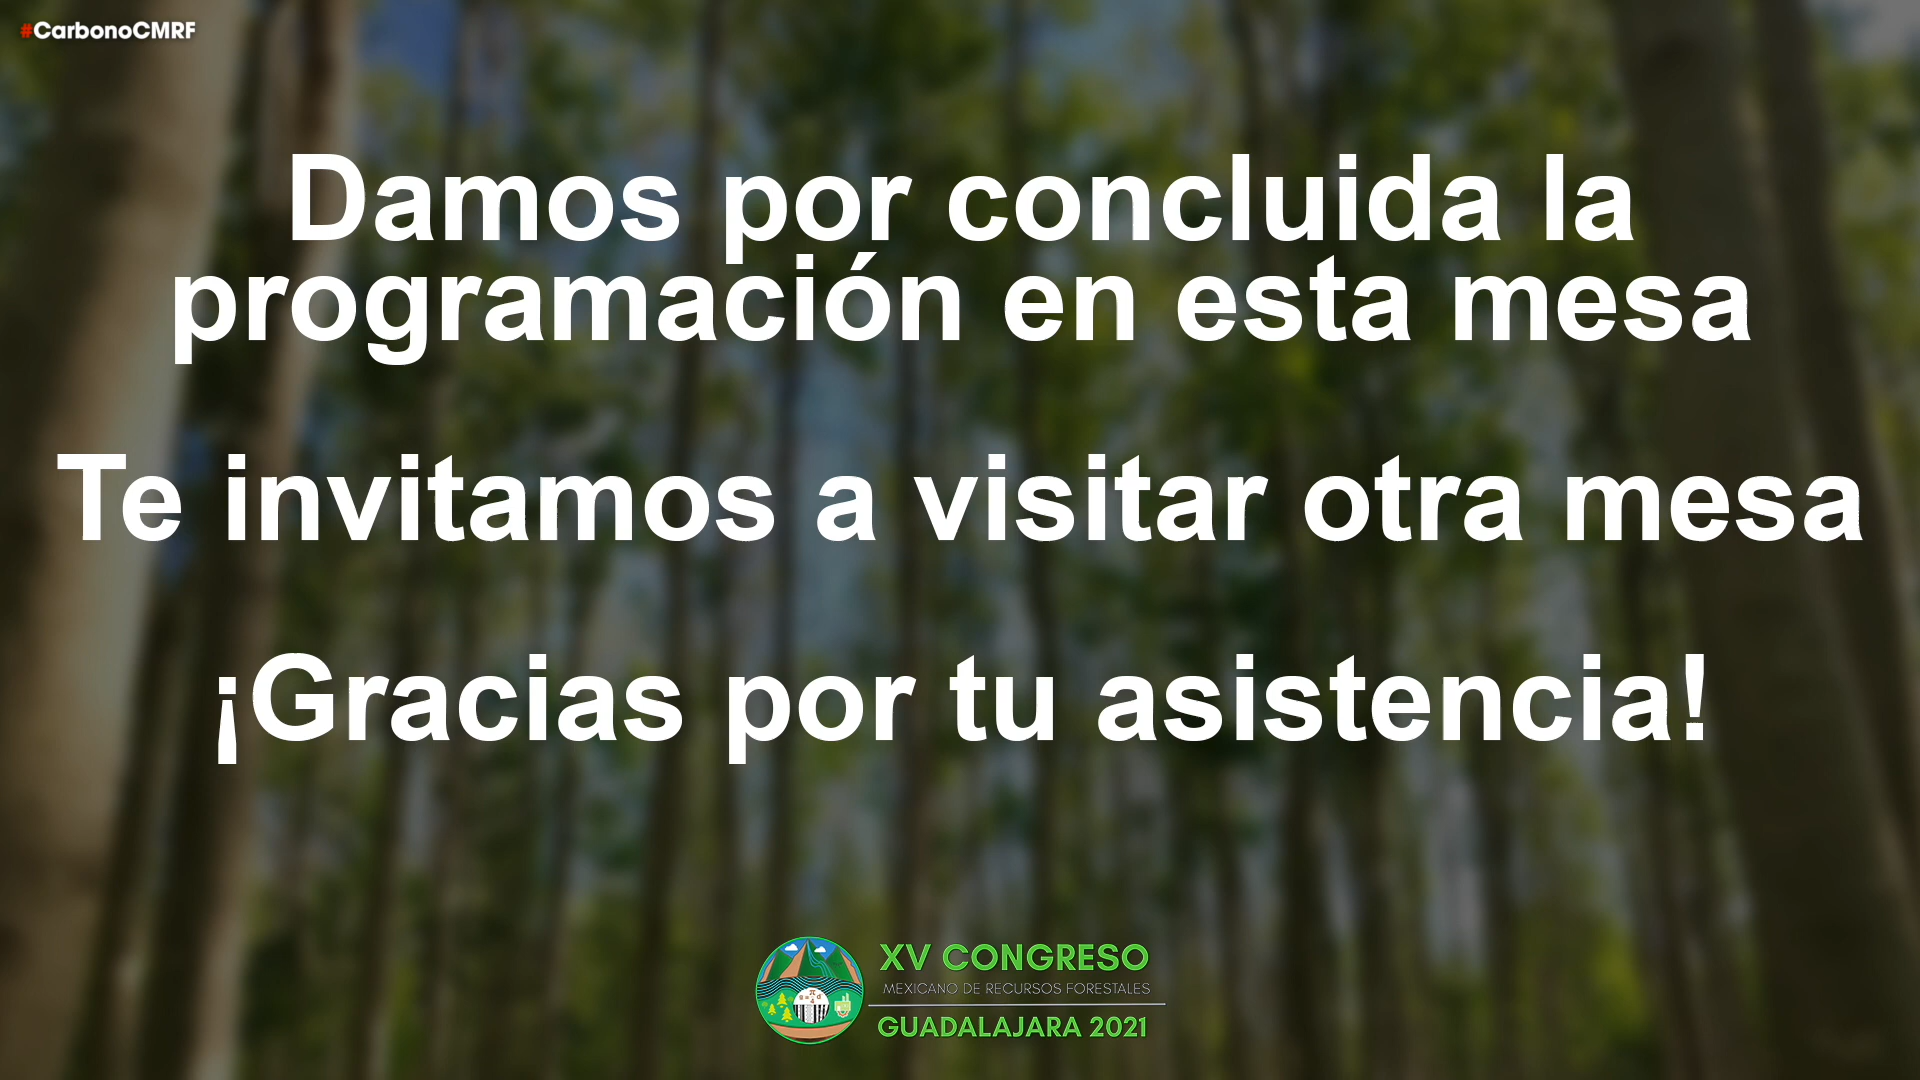 #CarbonoCMRF
Damos por concluida la
programación en esta mesa
Te invitamos a visitar otra mesa
¡Gracias por tu asistencia!
XV CONGRESO
MEXICANO DE RECURSOS FORESTALES
GUADALAJARA 2021